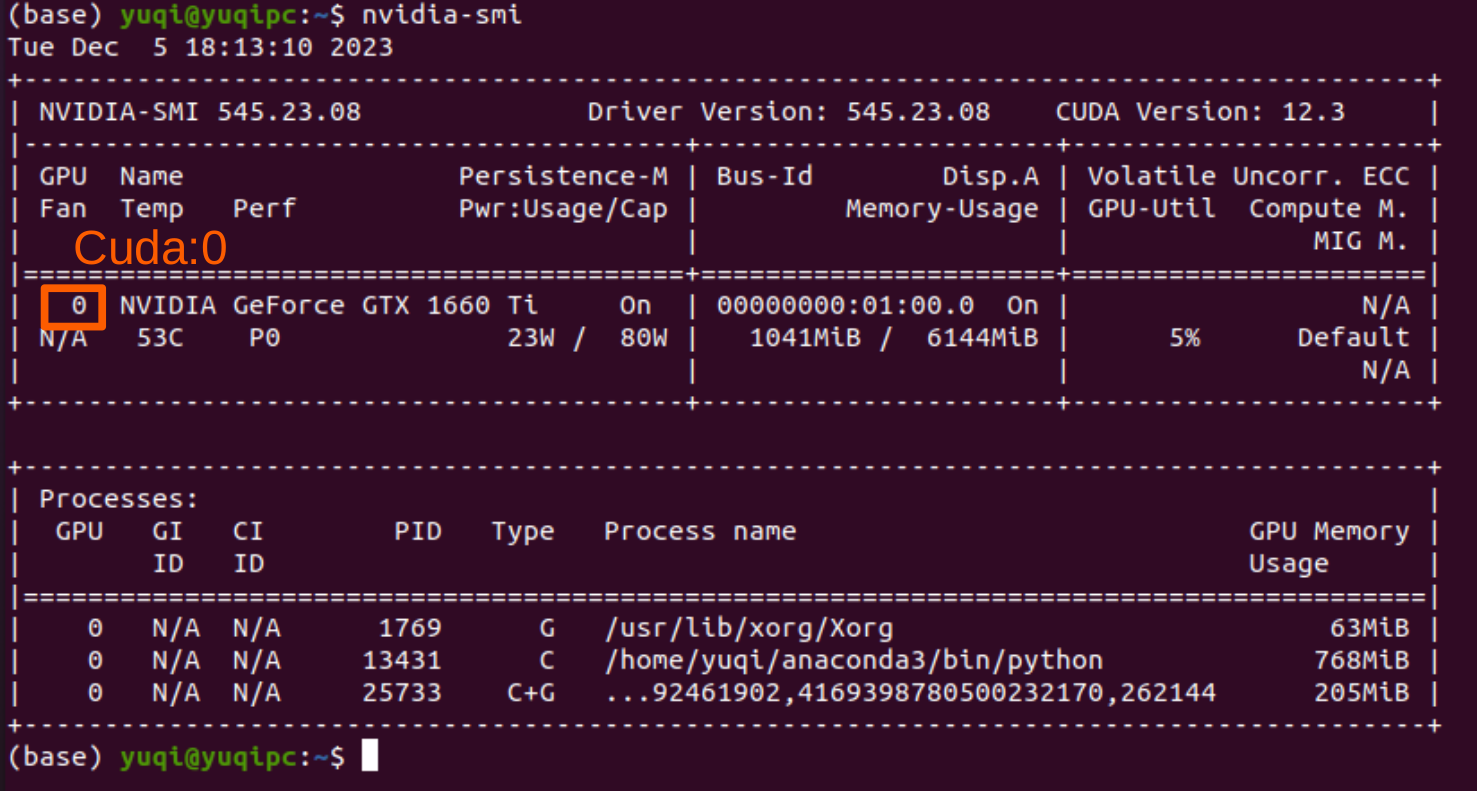 (base) yuqi@yuqipc:~$ nvidia-smi
Tue Dec  5 18:13:10 2023
+---------------------------------------------------------------------------------------+
| NVIDIA-SMI 545.23.08              Driver Version: 545.23.08    CUDA Version: 12.3     |
|-----------------------------------------+----------------------+----------------------+
| GPU  Name                 Persistence-M | Bus-Id        Disp.A | Volatile Uncorr. ECC |
| Fan  Temp   Perf          Pwr:Usage/Cap |         Memory-Usage | GPU-Util  Compute M. |
|                                         |                      |               MIG M. |
Cuda:0
|=========================================+======================+======================|
|   0  NVIDIA GeForce GTX 1660 Ti     On  | 00000000:01:00.0  On |                  N/A |
| N/A   53C    P0              23W /  80W |   1041MiB /  6144MiB |      5%      Default |
|                                         |                      |                  N/A |
+-----------------------------------------+----------------------+----------------------+
+---------------------------------------------------------------------------------------+
| Processes:                                                                            |
|  GPU   GI   CI        PID   Type   Process name                            GPU Memory |
|        ID   ID                                                             Usage      |
|=======================================================================================|
|    0   N/A  N/A      1769      G   /usr/lib/xorg/Xorg                           63MiB |
|    0   N/A  N/A     13431      C   /home/yuqi/anaconda3/bin/python             768MiB |
|    0   N/A  N/A     25733    C+G   ...92461902,4169398780500232170,262144      205MiB |
+---------------------------------------------------------------------------------------+
(base) yuqi@yuqipc:~$